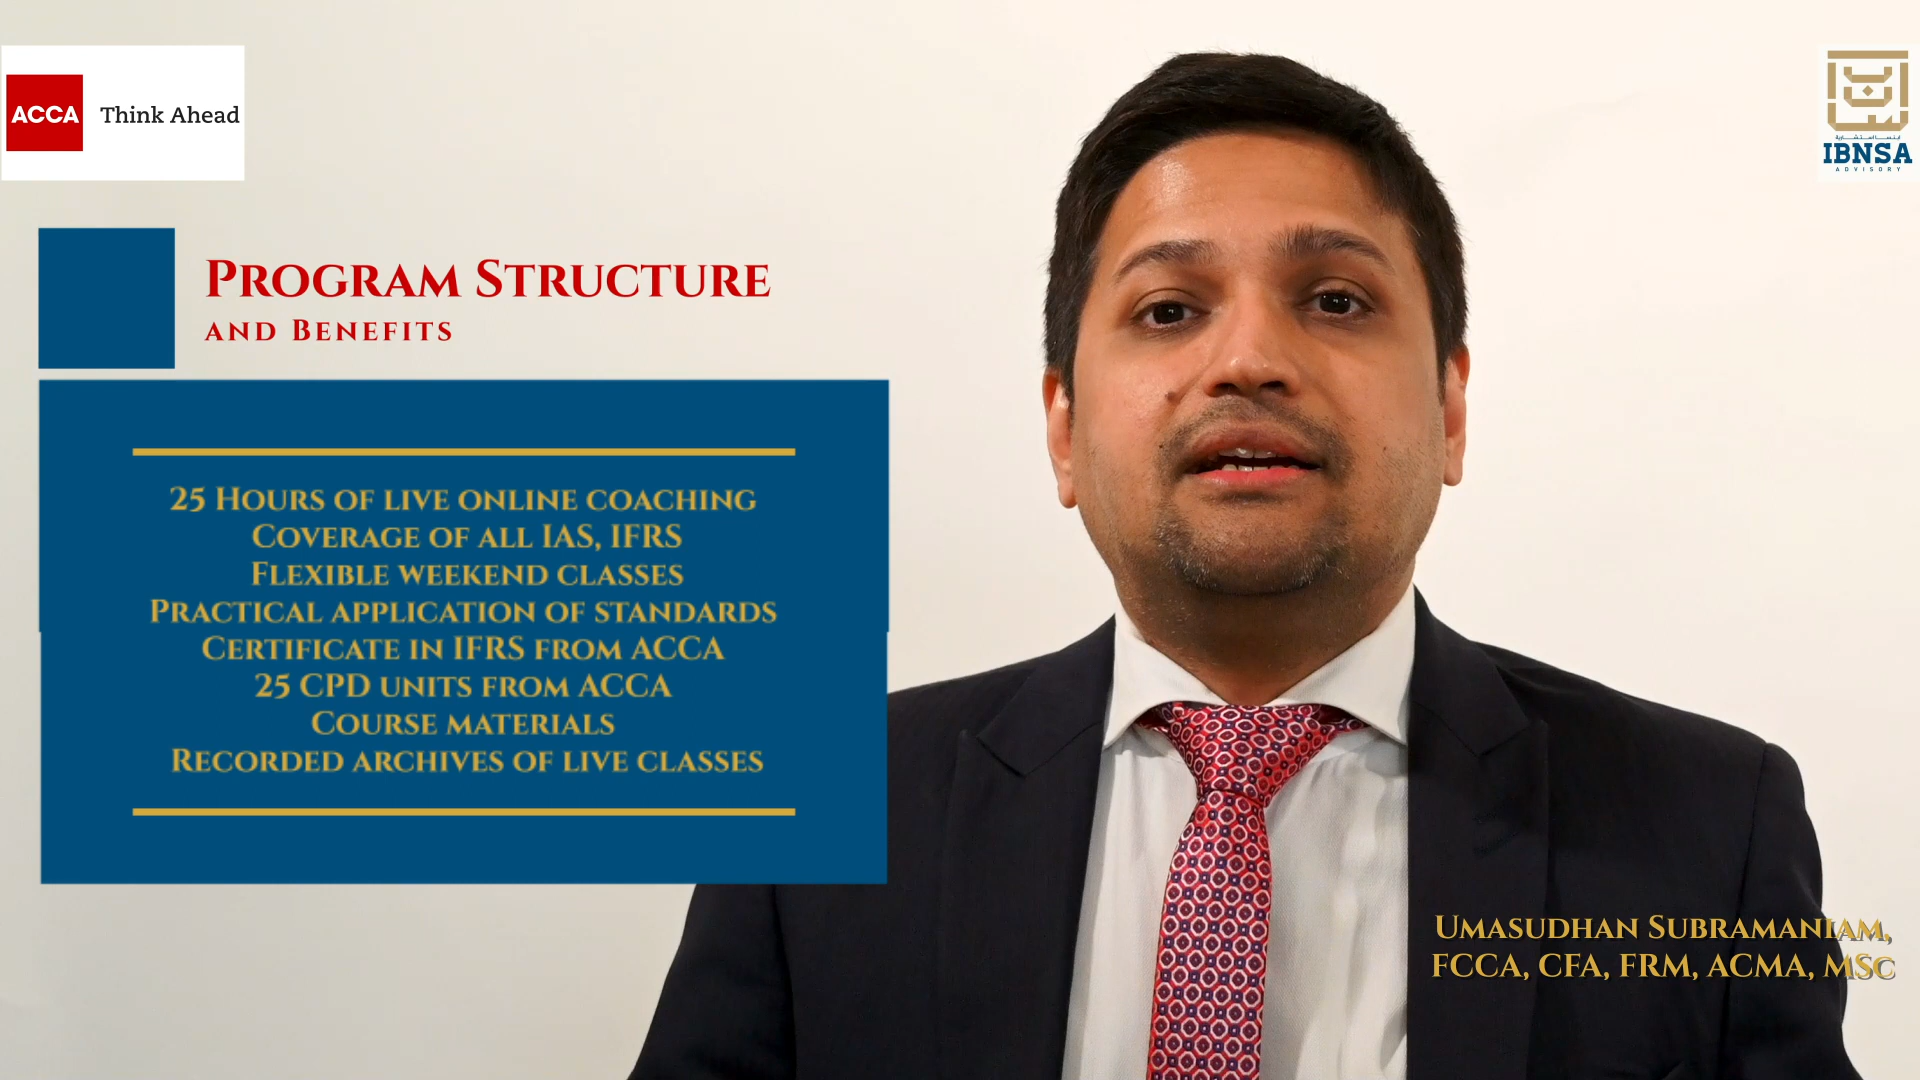 ACCA Think Ahead
IBNSA
ADVISORY
Program Structure
and Benefits
25 Hours of live online coaching
Coverage of all IAS, IFRS
Flexible weekend classes
Practical application of standards
Certificate in IFRS from ACCA
25 CPD units from ACCA
Course materials
Recorded archives of live classes
Umasudhan Subramaniam,
FCCA, CFA, FRM, ACMA, MSc